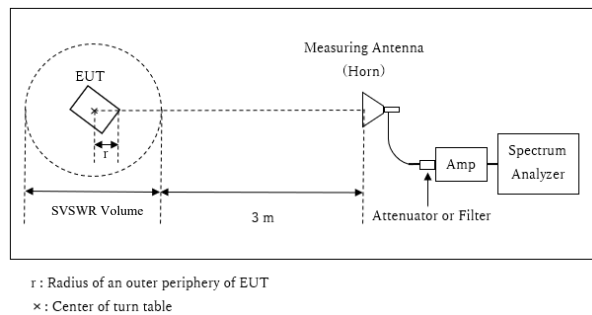 Measuring Antenna
(Horn)
EUT
r
Amp
Spectrum
Analyzer
SVSWR Volume
3 m
Attenuator or Filter
r : Radius of an outer periphery of EUT
× : Center of turn table